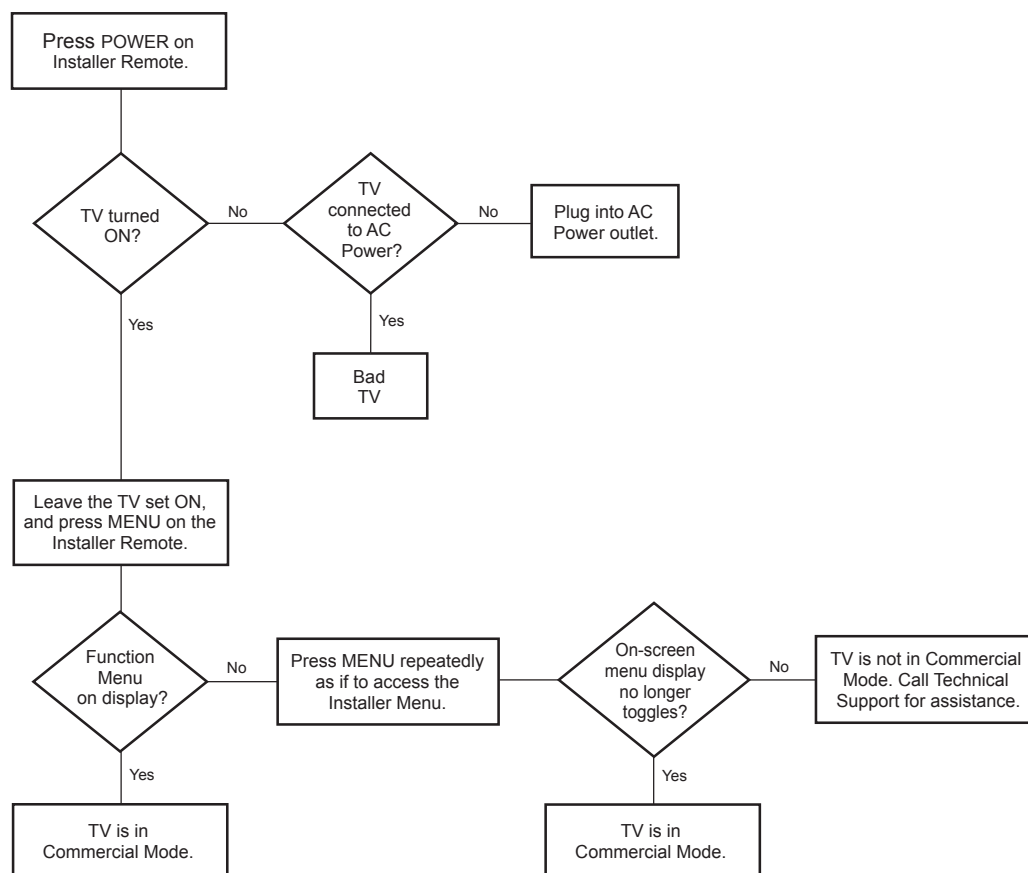 Press POWER on
Installer Remote.
TV turned
ON?
No
TV
connected
to AC
Power?
No
Plug into AC
Power outlet.
Yes
Yes
Bad
TV
Leave the TV set ON,
and press MENU on the
Installer Remote.
Function
Menu
on display?
No
Press MENU repeatedly
as if to access the
Installer Menu.
On-screen
menu display
no longer
toggles?
No
TV is not in Commercial
Mode. Call Technical
Support for assistance.
Yes
Yes
TV is in
Commercial Mode.
TV is in
Commercial Mode.